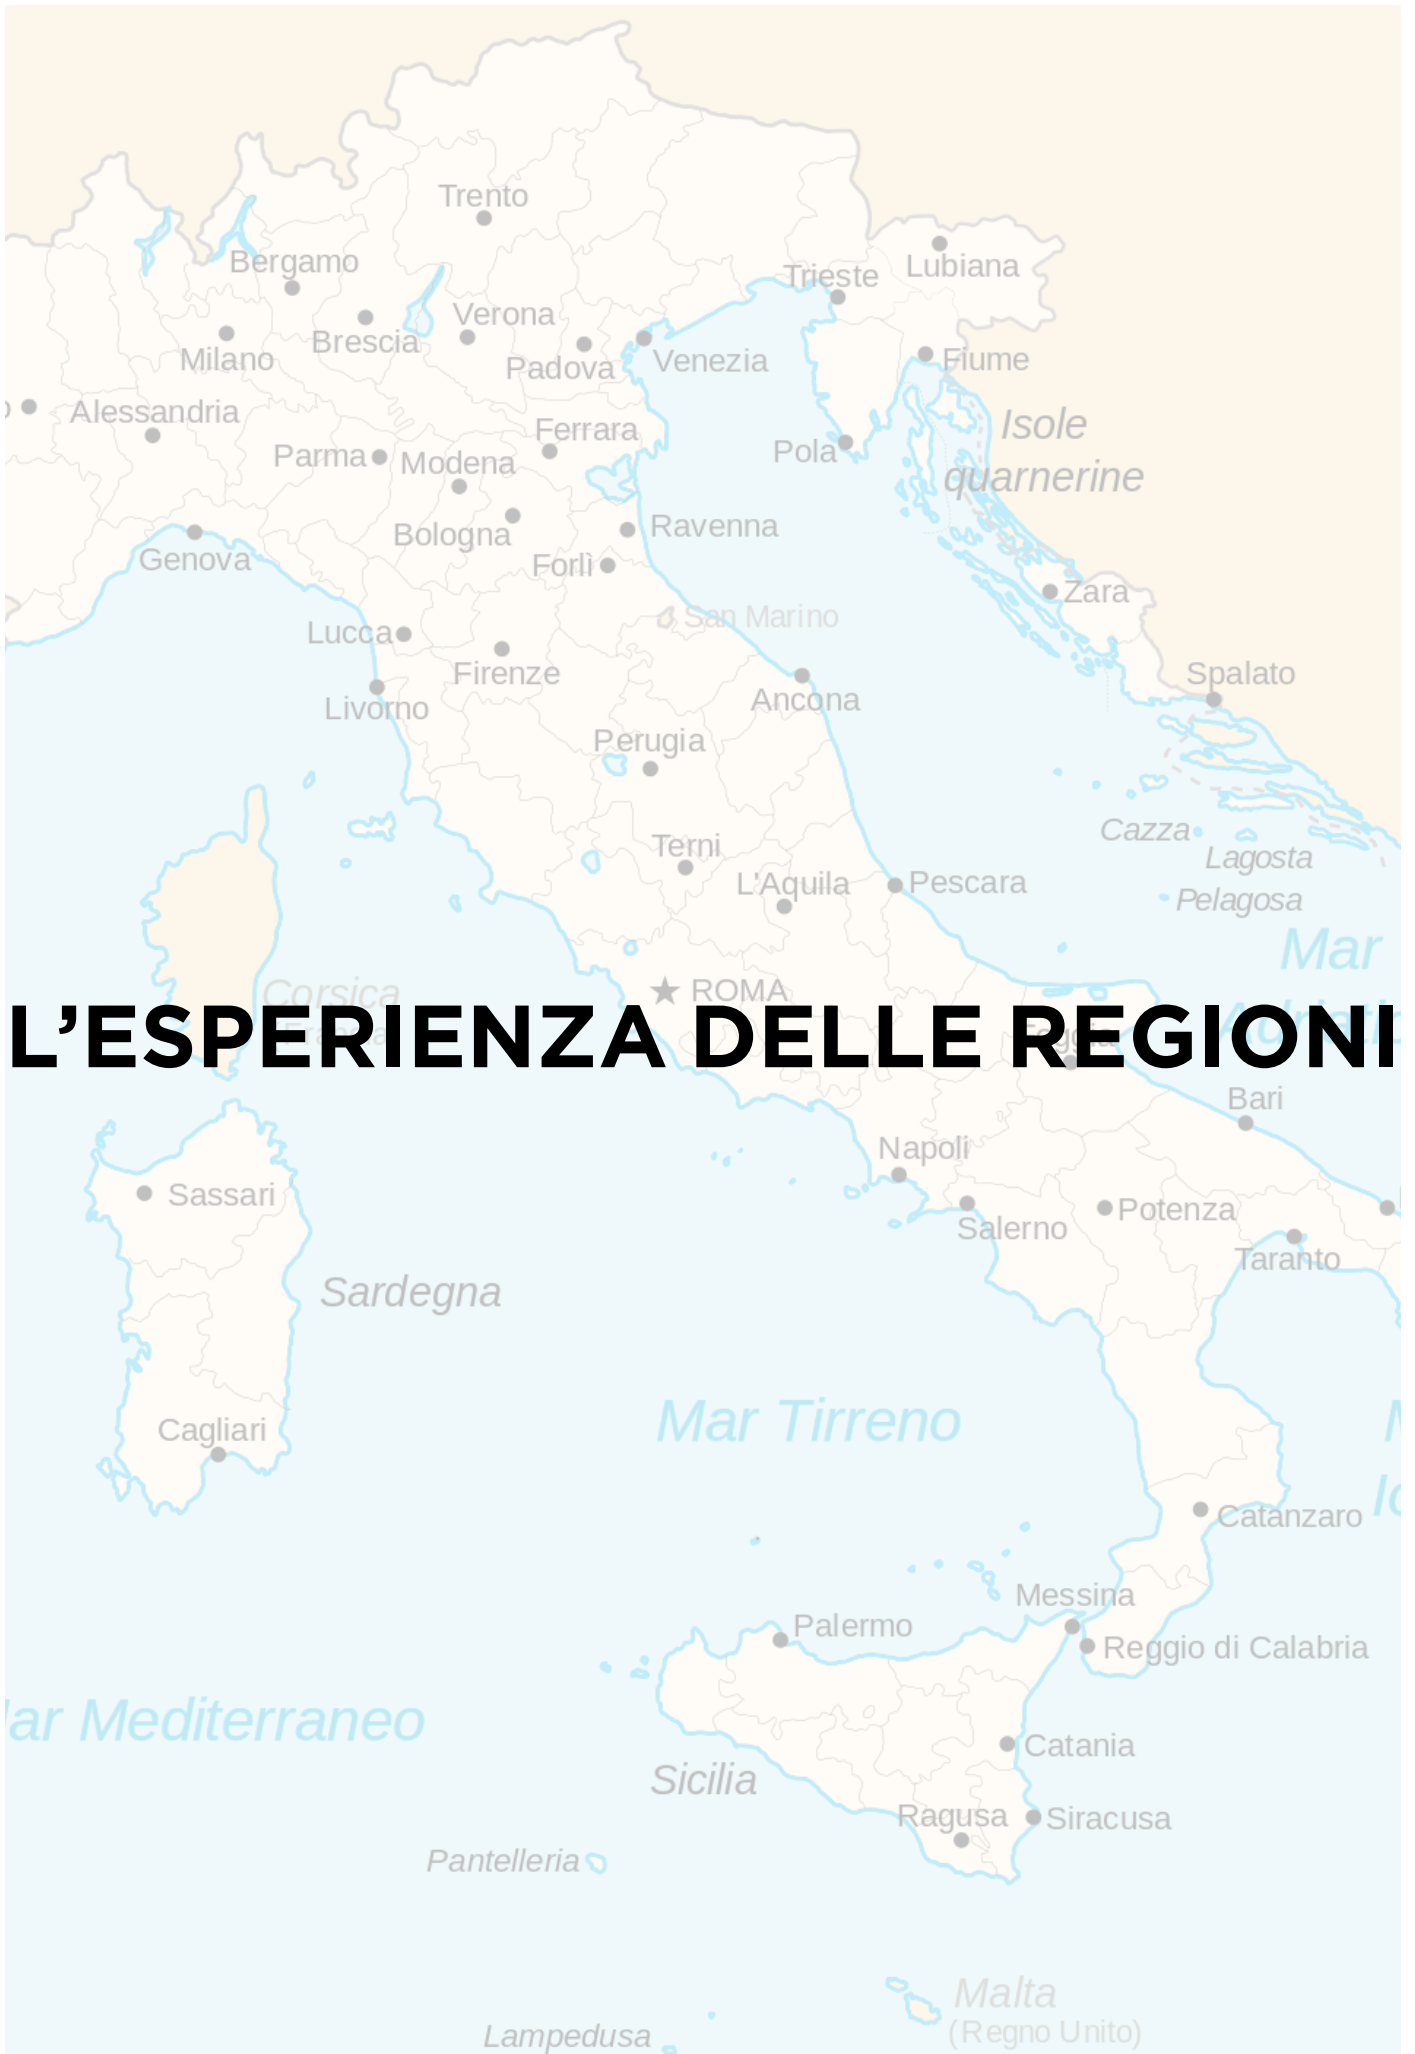 Trento
Lubiana
Trieste
Bergamo
Verona
Brescia
Milano
Padova
Venezia
Fiume
Alessandria
Isole
quarnerine
Ferrara
Pola
Parma
Modena
Ravenna
Bologna
Genova
Forlì
Zara
San Marino
Lucca
Firenze
Spalato
Ancona
Livorno
Perugia
Cazza
Terni
Lagosta
L'Aquila
Pescara
Pelagosa
Mar
Corsica
ROMA
L’ESPERIENZA DELLE REGIONI
Bari
Napoli
Sassari
Potenza
Salerno
Taranto
Sardegna
Mar Tirreno
Cagliari
Catanzaro
Messina
Palermo
Reggio di Calabria
ar Mediterraneo
Catania
Sicilia
Ragusa
Siracusa
Pantelleria
Malta
(Regno Unito)
Lampedusa